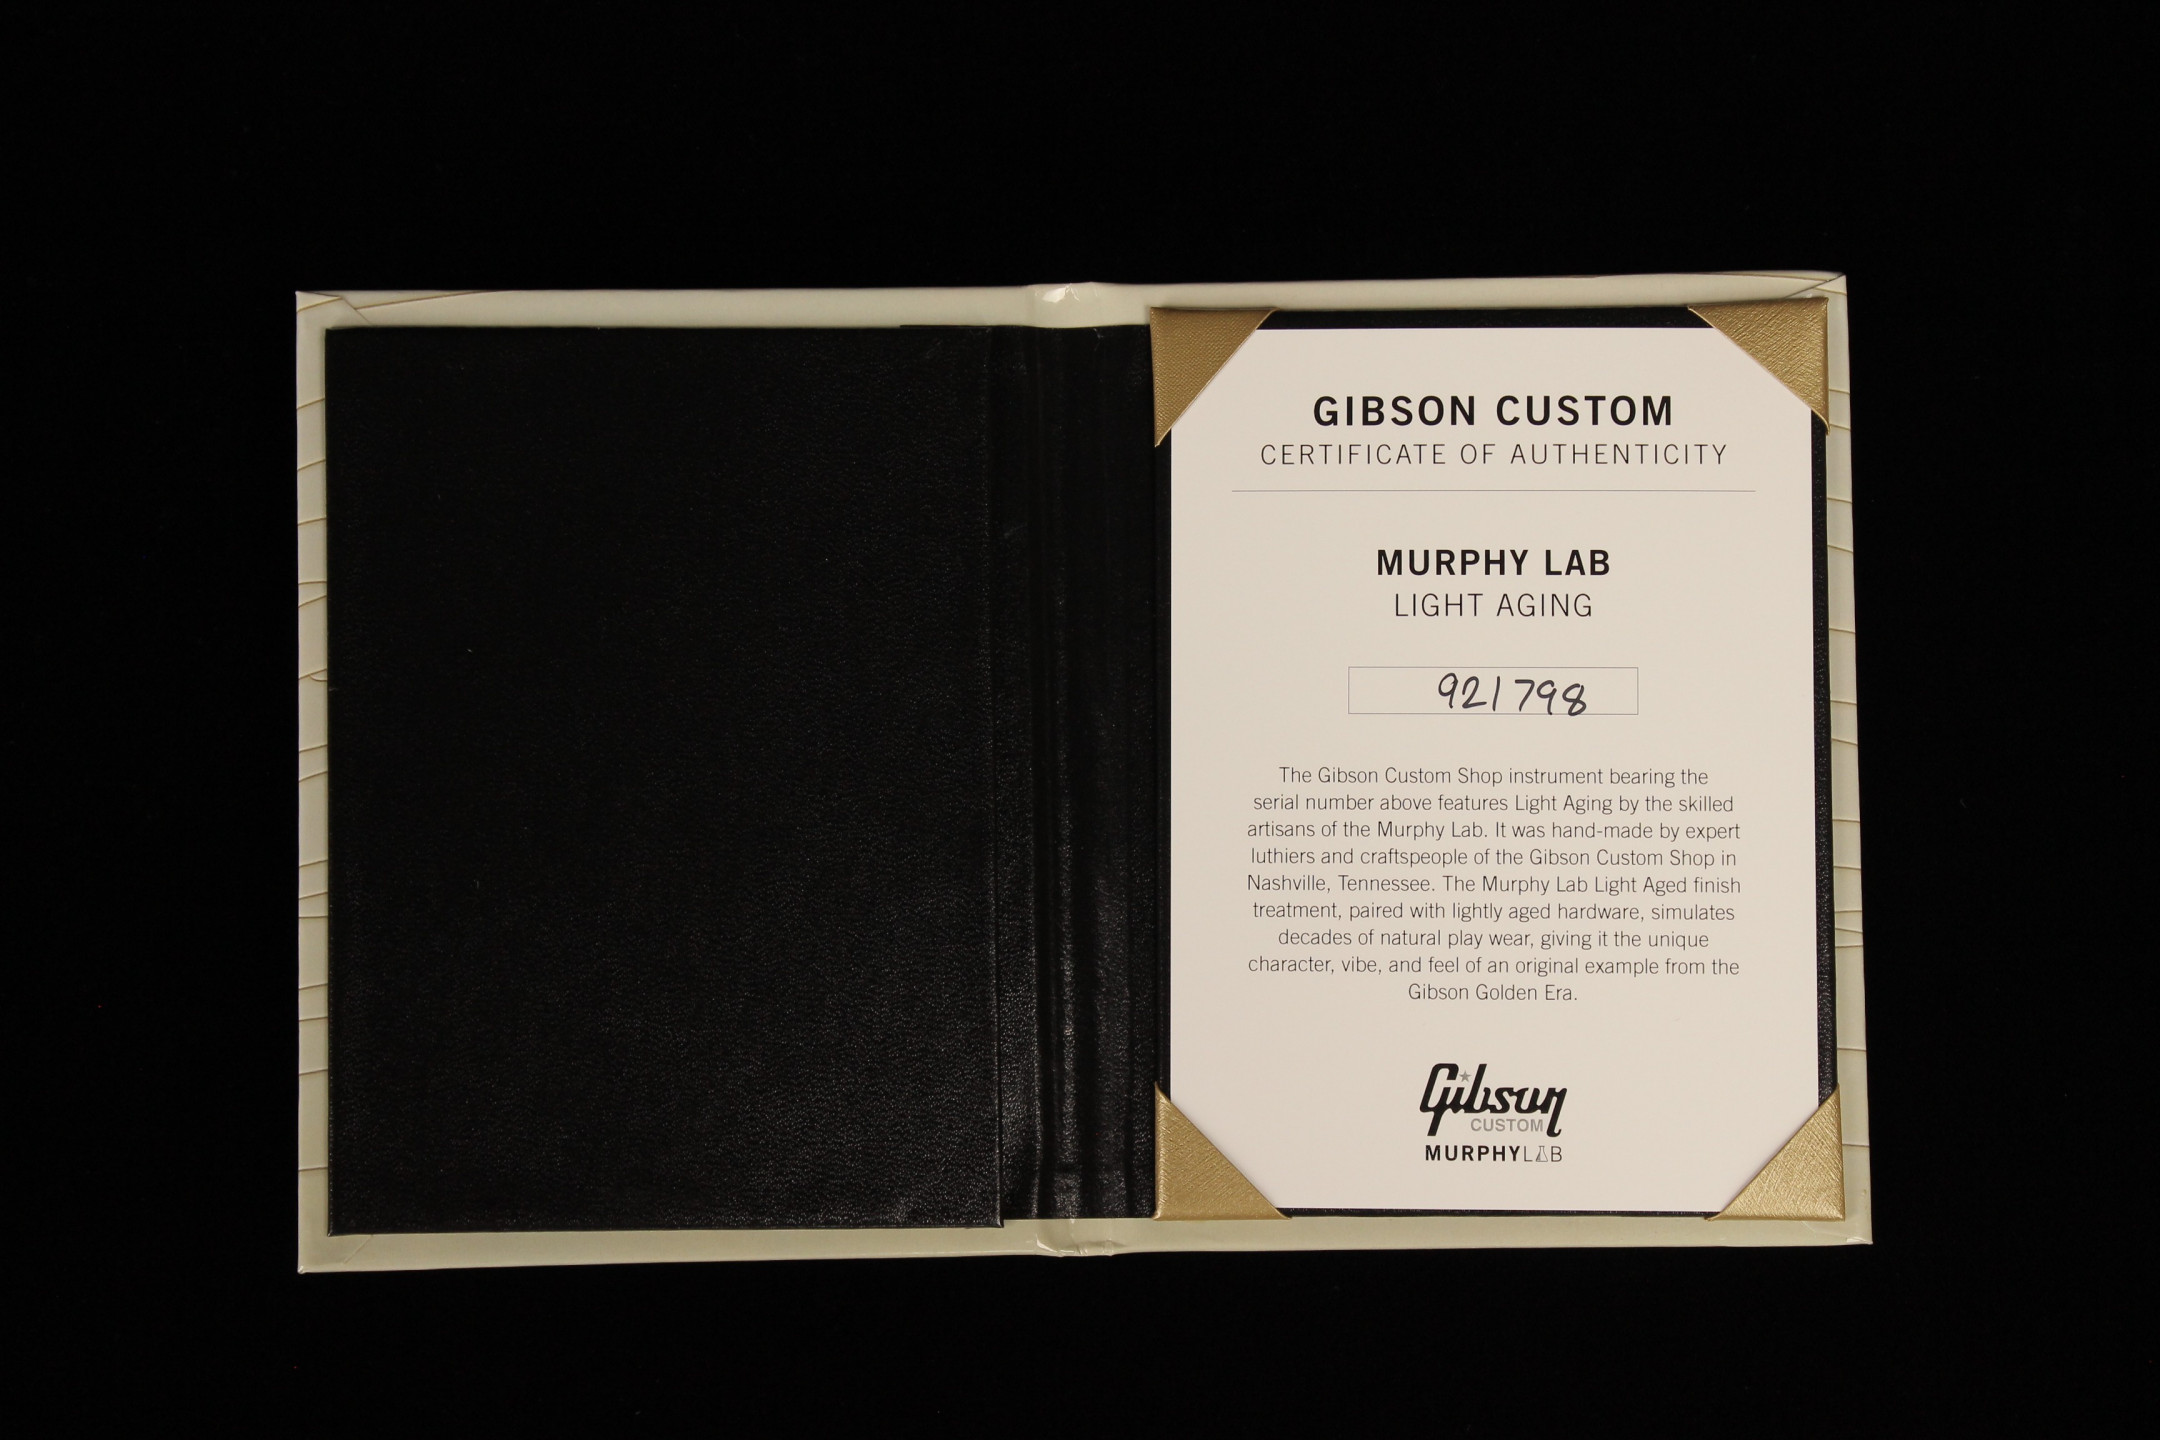 GIBSON CUSTOM
CERTIFICATE OF AUTHENTICITY
MURPHY LAB
LIGHT AGING
921798
The Gibson Custom Shop instrument bearing the
serial number above features Light Aging by the skilled
artisans of the Murphy Lab. It was hand-made by expert
luthiers and craftspeople of the Gibson Custom Shop in
Nashville, Tennessee. The Murphy Lab Light Aged finish
treatment, paired with lightly aged hardware, simulates
decades of natural play wear, giving it the unique
character, vibe, and feel of an original example from the
Gibson Golden Era.
Gibson
CUSTOM
MURPHYLAB